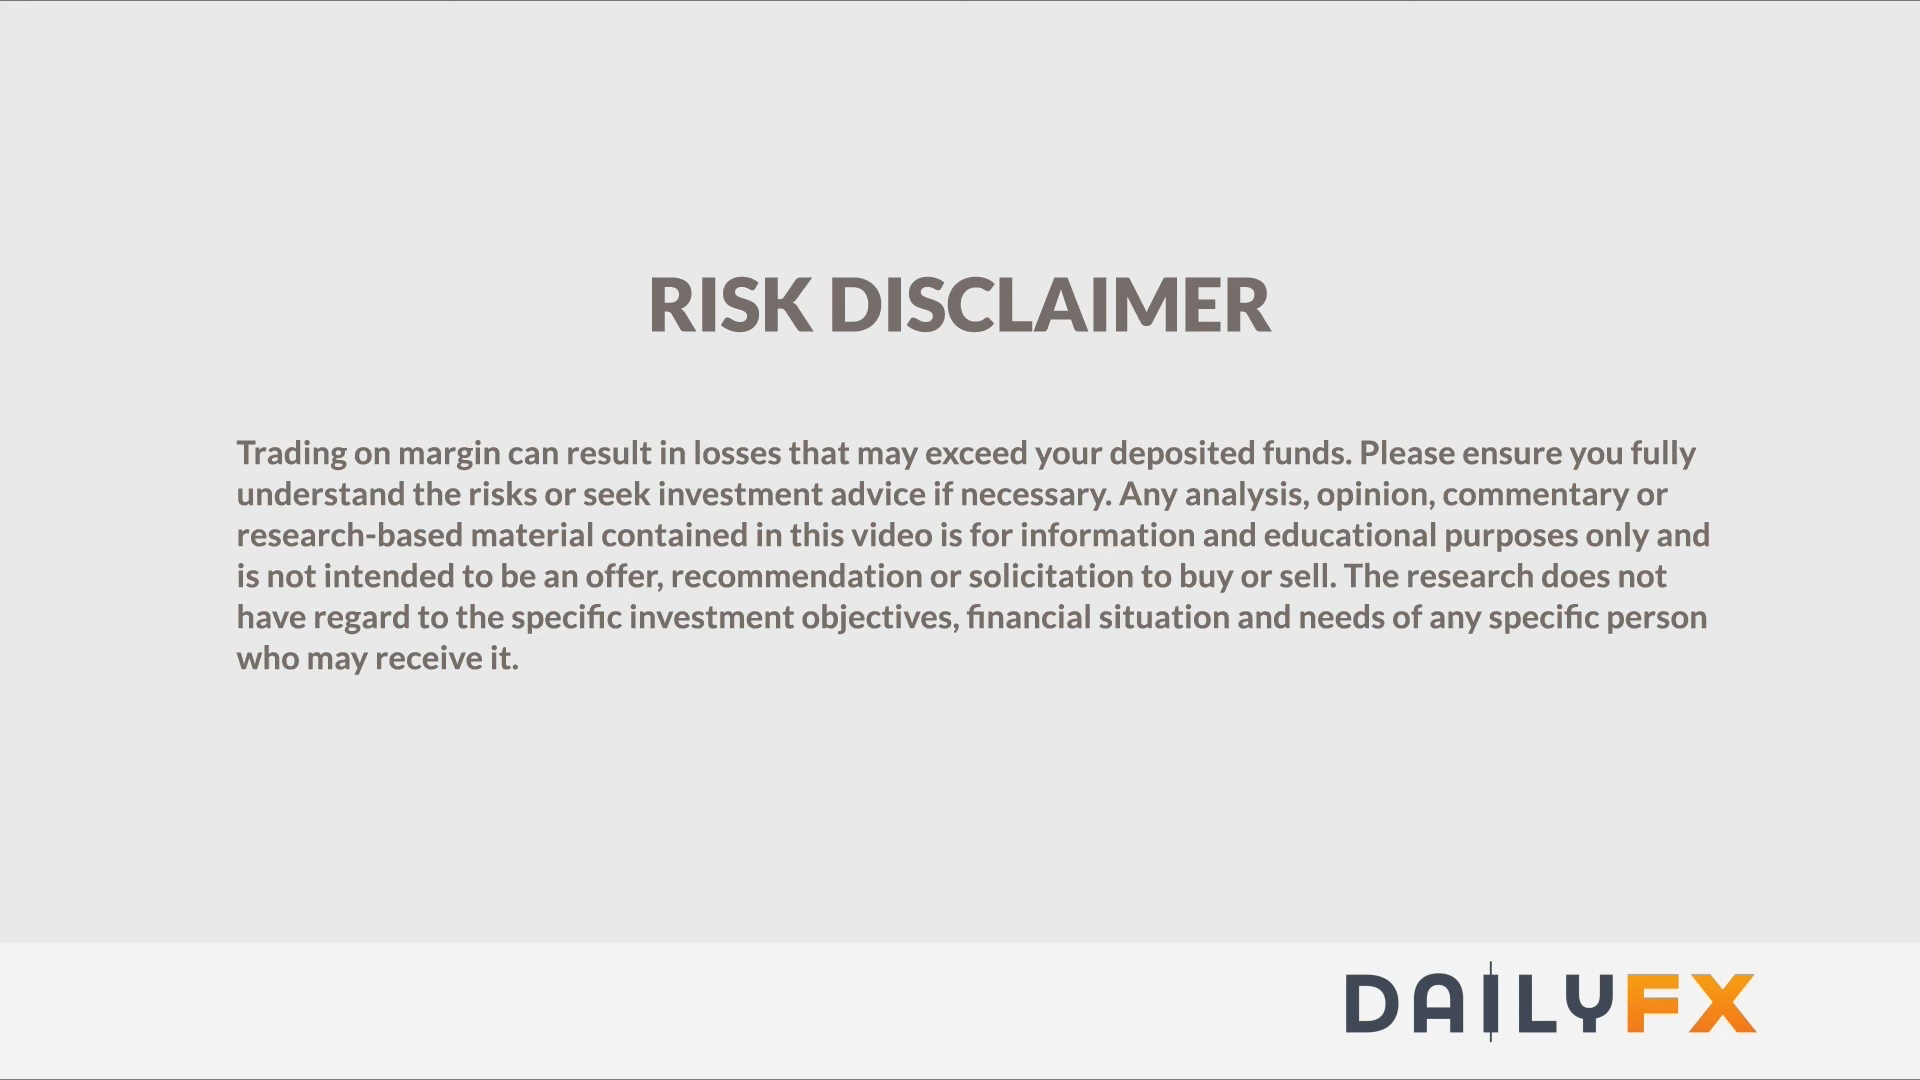 RISK DISCLAIMER
Trading on margin can result in losses that may exceed your deposited funds. Please ensure you fully
understand the risks or seek investment advice if necessary. Any analysis, opinion, commentary or
research-based material contained in this video is for information and educational purposes only and
is not intended to be an offer, recommendation or solicitation to buy or sell. The research does not
have regard to the specific investment objectives, financial situation and needs of any specific person
who may receive it.
DAILYFX